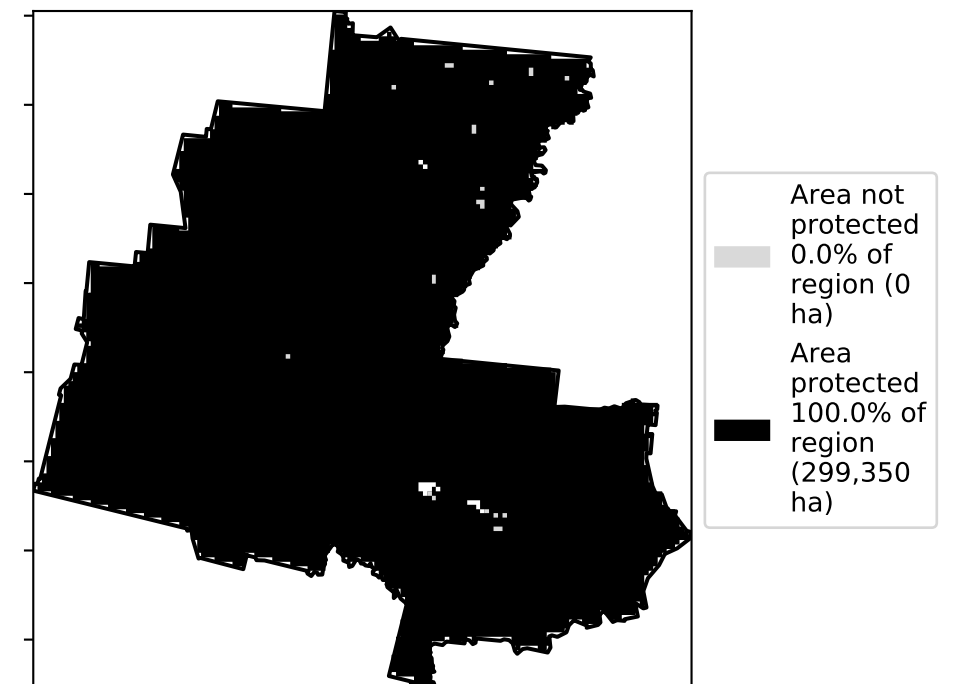 Area not
protected
0.0% of
region (0
ha)
Area
protected
100.0% of
region
(299,350
ha)